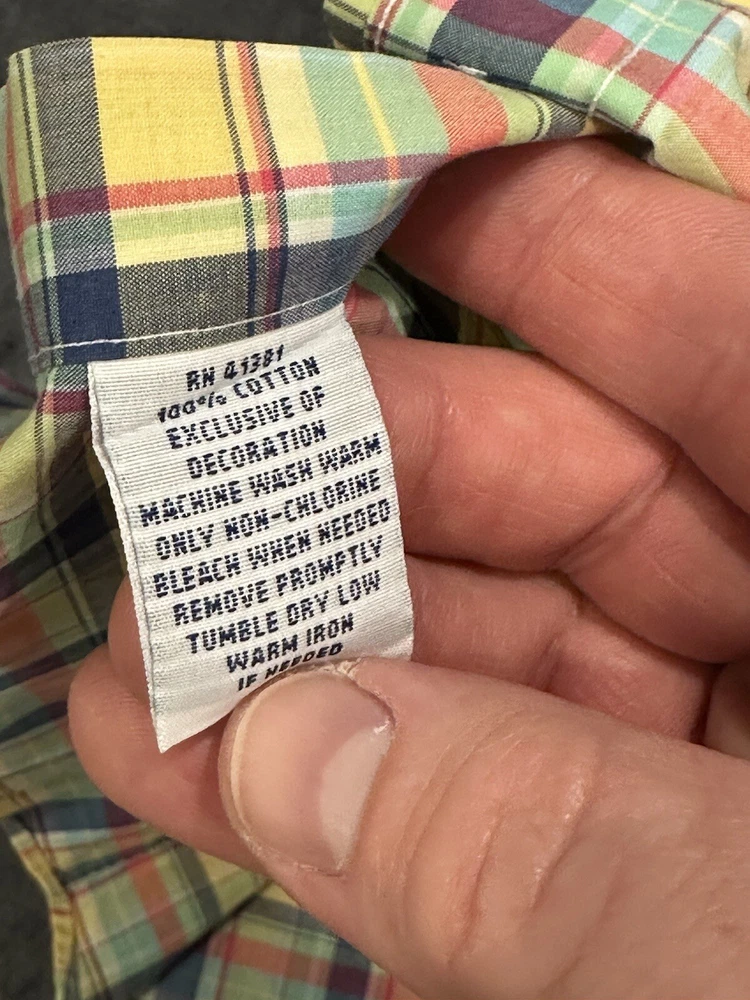 RN 41381
100% COTTON
EXCLUSIVE OF
DECORATION
MACHINE WASH WARM
ONLY NON-CHLORINE
BLEACH WHEN NEEDED
REMOVE PROMPTLY
TUMBLE DRY LOW
WARM IRON
IF NEEDED